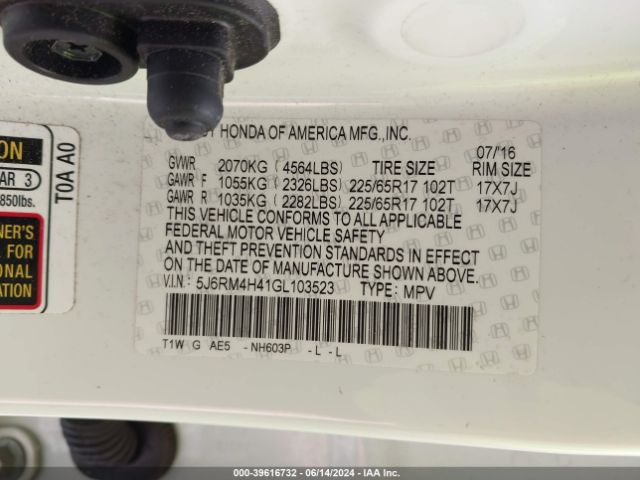 Y HONDA OF AMERICA MFG.,INC.
07/16
GVWR 2070KG (4564LBS) TIRE SIZE RIM SIZE
GAWR F 1055KG (2326LBS) 225/65R17 102T 17X7J
GAWR R 1035KG (2282LBS) 225/65R17 102T 17X7J
THIS VEHICLE CONFORMS TO ALL APPLICABLE
FEDERAL MOTOR VEHICLE SAFETY
AND THEFT PREVENTION STANDARDS IN EFFECT
ON THE DATE OF MANUFACTURE SHOWN ABOVE.
V.I.N: 5J6RM4H41GL103523 TYPE: MPV
T1W G AE5 -NH603P -L -L
ON
AR 3
850lbs.
NER'S
FOR
ONAL
ATION
T0A A0
000-39616732 - 06/14/2024 - IAA Inc.